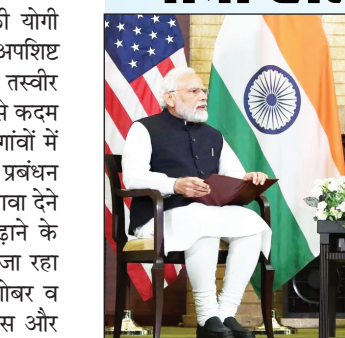 योगी
अपशिष्ट
तस्वीर
से कदम
गांवों में
प्रबंधन
वा देने
ढ़ाने के
जा रहा
गोबर व
स और